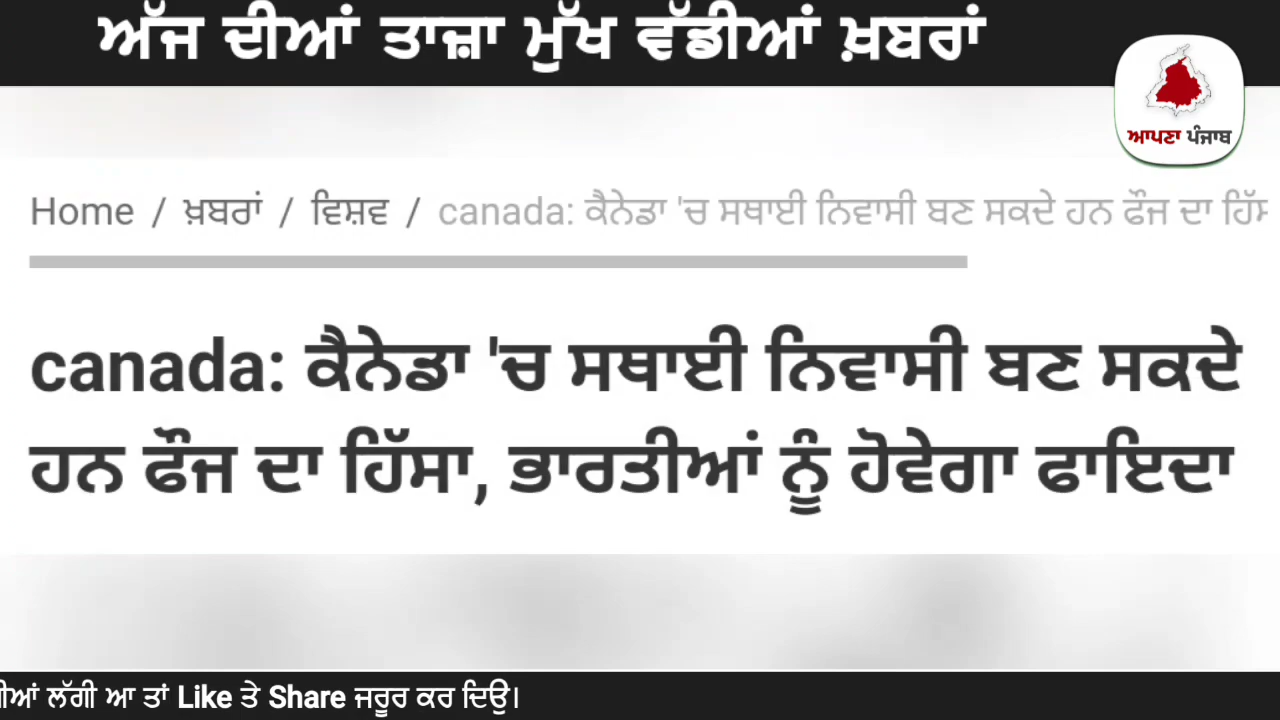 ਅੱਜ ਦੀਆਂ ਤਾਜ਼ਾ ਮੁੱਖ ਵੱਡੀਆਂ ਖ਼ਬਰਾਂ
ਆਪਣਾ ਪੰਜਾਬ
Home / ਖ਼ਬਰਾਂ / ਵਿਸ਼ਵ / canada: ਕੈਨੇਡਾ 'ਚ ਸਥਾਈ ਨਿਵਾਸੀ ਬਣ ਸਕਦੇ ਹਨ ਫੌਜ ਦਾ
canada: ਕੈਨੇਡਾ 'ਚ ਸਥਾਈ ਨਿਵਾਸੀ ਬਣ ਸਕਦੇ
ਹਨ ਫੌਜ ਦਾ ਹਿੱਸਾ, ਭਾਰਤੀਆਂ ਨੂੰ ਹੋਵੇਗਾ ਫਾਇਦਾ
ਲੱਗੀ ਆ ਤਾਂ Like ਤੇ Share ਜਰੂਰ ਕਰ ਦਿਉ।